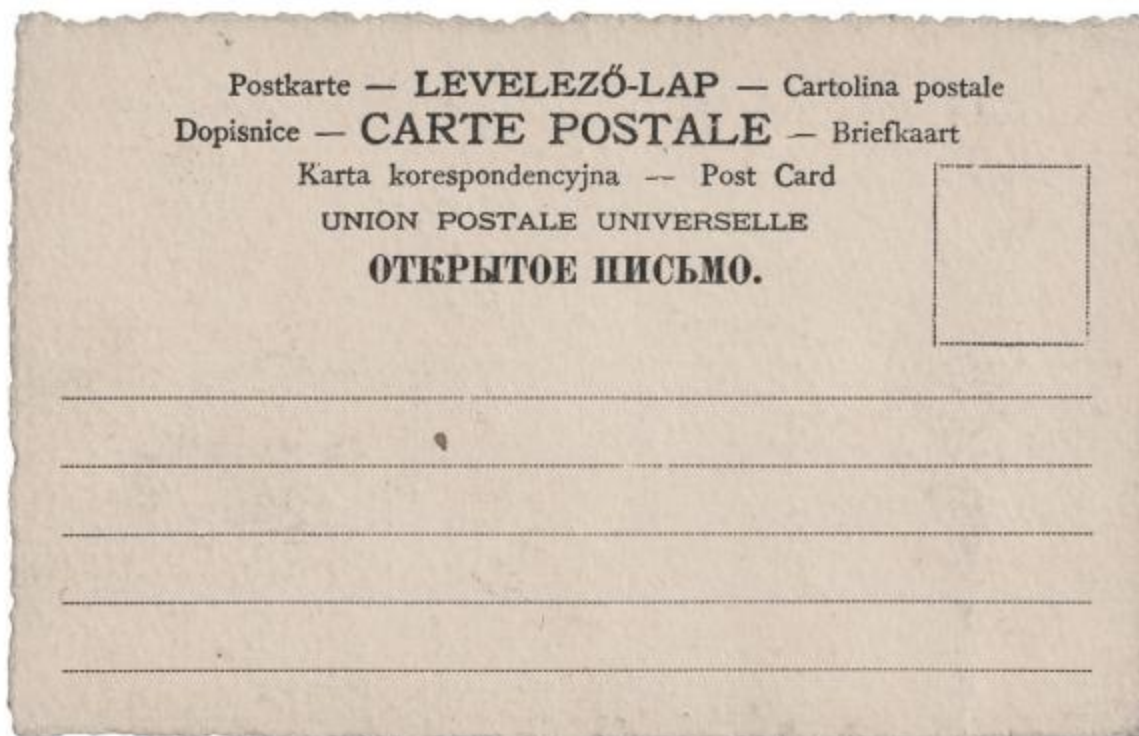 Postkarte — LEVELEZŐ-LAP — Cartolina postale
Dopisnice — CARTE POSTALE — Briefkaart
Karta korespondencyjna — Post Card
UNION POSTALE UNIVERSELLE
ОТКРЫТОЕ ПИСЬМО.